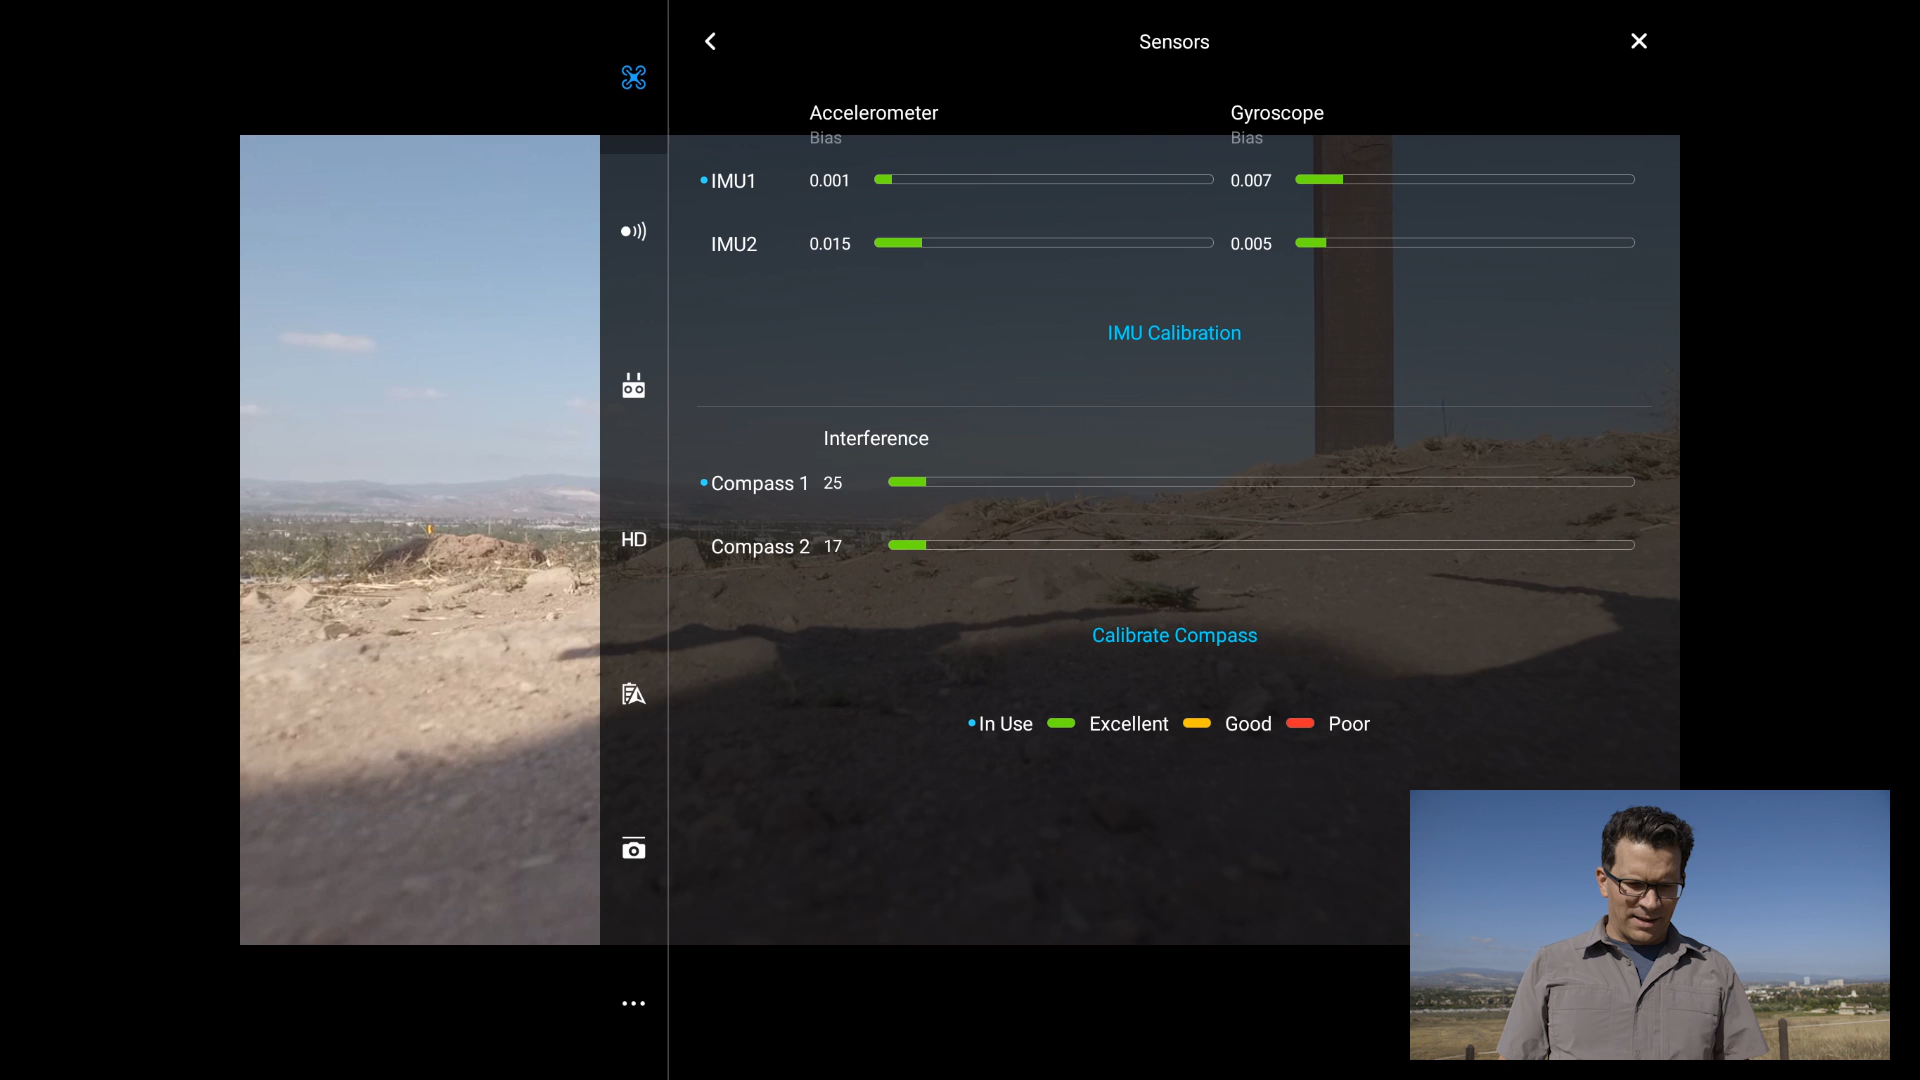 Sensors
Accelerometer Gyroscope
Bias Bias
IMU1 0.001 0.007
IMU2 0.015 0.005
IMU Calibration
Interference
Compass 1 25
HD
Compass 2 17
Calibrate Compass
In Use Excellent Good Poor